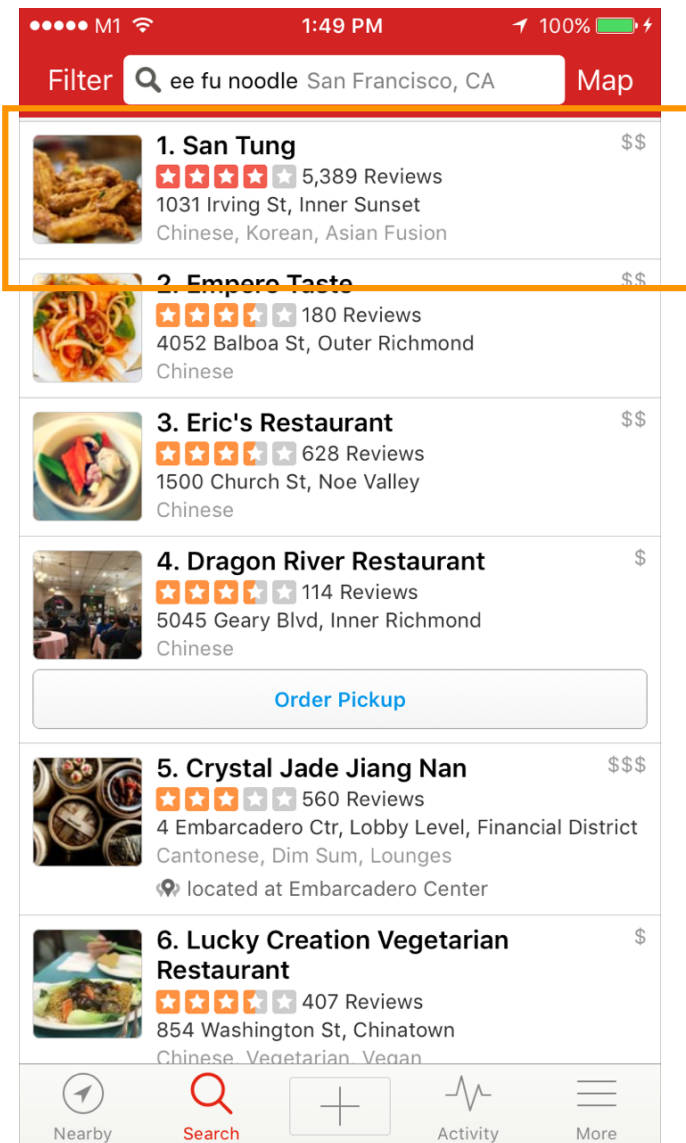 M1 1:49 PM 100%
Filter ee fu noodle San Francisco, CA Map
1. San Tung $$
5,389 Reviews
1031 Irving St, Inner Sunset
Chinese, Korean, Asian Fusion
2. Empero Taste $$
180 Reviews
4052 Balboa St, Outer Richmond
Chinese
3. Eric's Restaurant $$
628 Reviews
1500 Church St, Noe Valley
Chinese
4. Dragon River Restaurant $
114 Reviews
5045 Geary Blvd, Inner Richmond
Chinese
Order Pickup
5. Crystal Jade Jiang Nan $$$
560 Reviews
4 Embarcadero Ctr, Lobby Level, Financial District
Cantonese, Dim Sum, Lounges
located at Embarcadero Center
6. Lucky Creation Vegetarian $
Restaurant
407 Reviews
854 Washington St, Chinatown
Chinese, Vegetarian, Vegan
Nearby Search Activity More